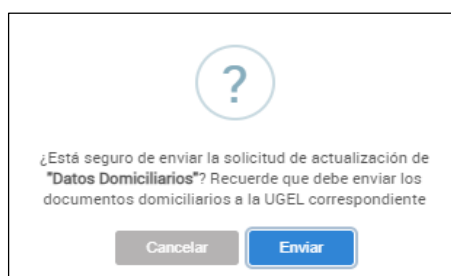 ?
¿Está seguro de enviar la solicitud de actualización de
"Datos Domiciliarios"? Recuerde que debe enviar los
documentos domiciliarios a la UGEL correspondiente
Cancelar Enviar